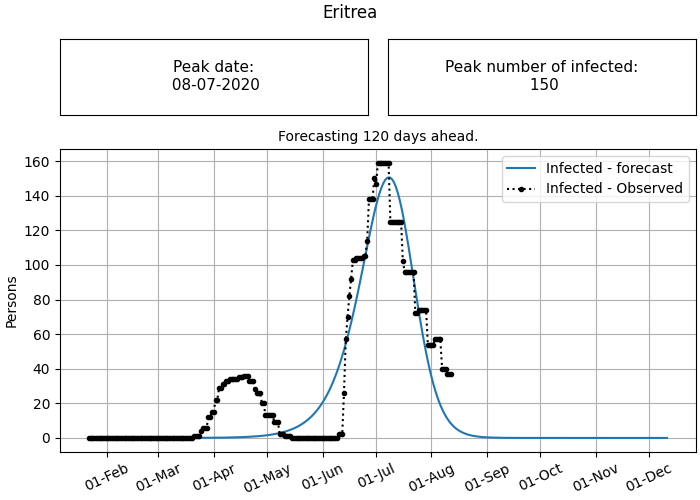 Eritrea
Peak date:
08-07-2020
Peak number of infected:
150
Forecasting 120 days ahead.
Infected - forecast
Infected - Observed
Persons
160
140
120
100
80
60
40
20
0
01-Feb
01-Mar
01-Apr
01-May
01-Jun
01-Jul
01-Aug
01-Sep
01-Oct
01-Nov
01-Dec